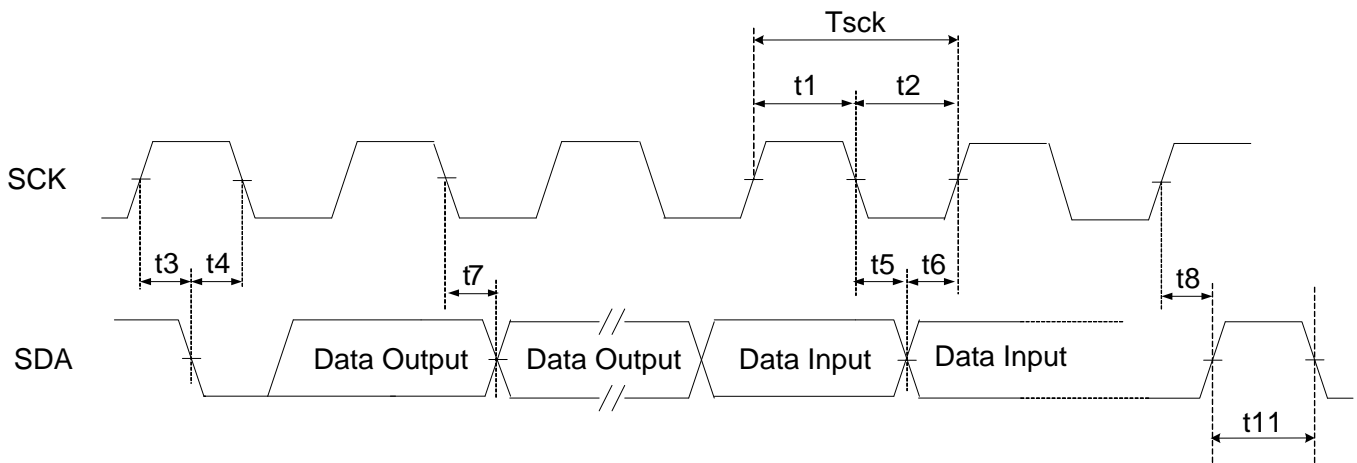 Tsck
t1 t2
SCK
t3 t4 t7 t5 t6 t8
SDA Data Output Data Output Data Input Data Input
t11